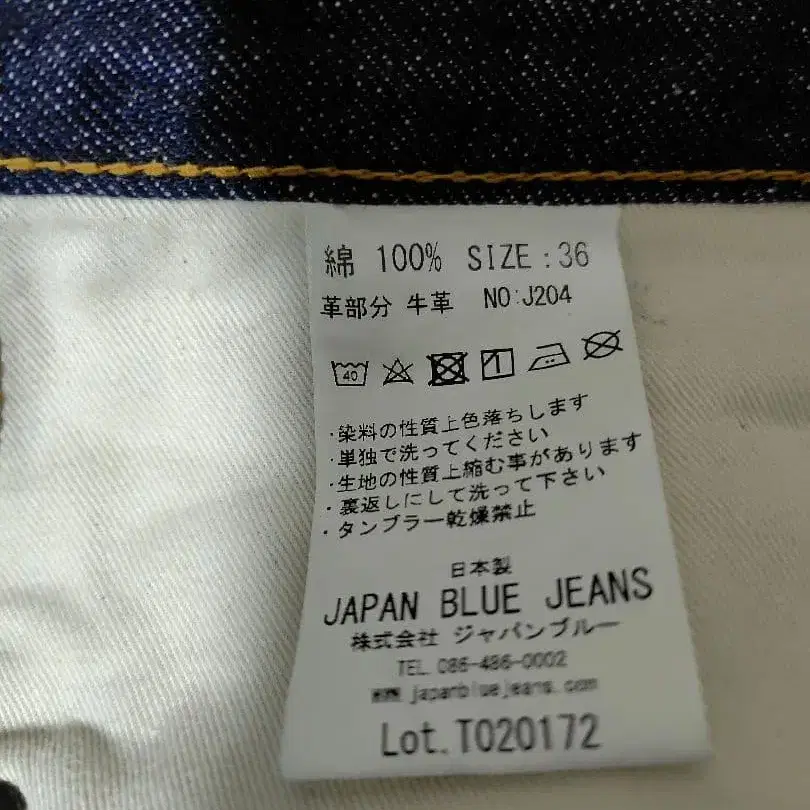 綿 100% SIZE:36
革部分 牛革 NO:J204
40
・染料の性質上色落ちします
・単独で洗ってください
・生地の性質上縮む事があります
・裏返しにして洗って下さい
・タンブラー乾燥禁止
日本製
JAPAN BLUE JEANS
株式会社 ジャパンブルー
TEL 086-486-0002
japanbluejeans.com
Lot.T020172